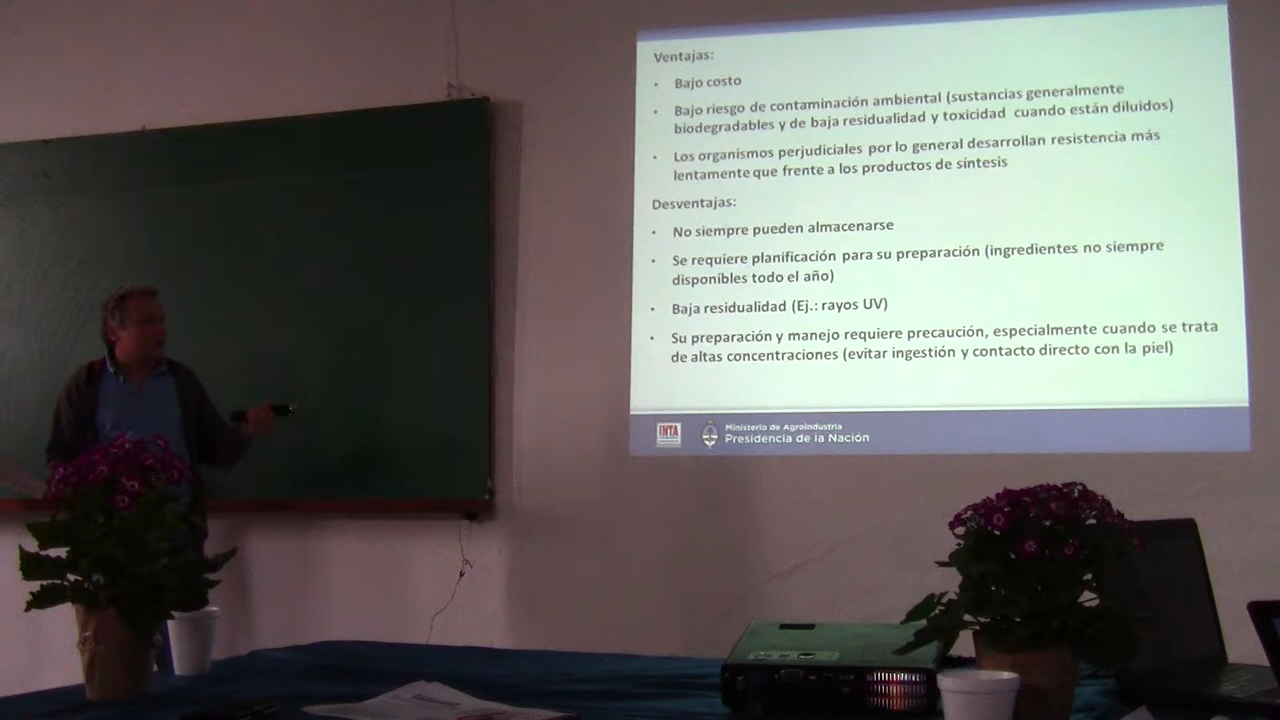 Ventajas:
• Bajo costo
• Bajo riesgo de contaminación ambiental (sustancias generalmente
biodegradables y de baja residualidad y toxicidad cuando están diluidos)
• Los organismos perjudiciales por lo general desarrollan resistencia más
lentamente que frente a los productos de síntesis
Desventajas:
• No siempre pueden almacenarse
• Se requiere planificación para su preparación (ingredientes no siempre
disponibles todo el año)
• Baja residualidad (Ej.: rayos UV)
• Su preparación y manejo requiere precaución, especialmente cuando se trata
de altas concentraciones (evitar ingestión y contacto directo con la piel)
INTA
Ministerio de Agroindustria
Presidencia de la Nación